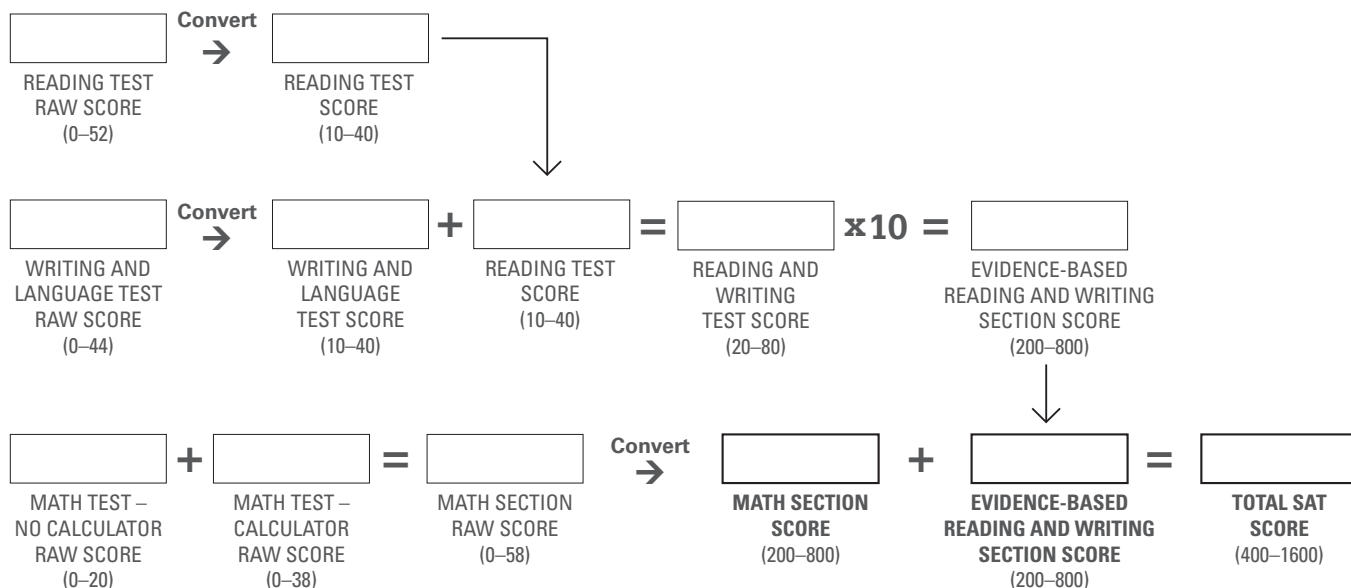 Convert
→
READING TEST
RAW SCORE
(0–52)
READING TEST
SCORE
(10–40)
Convert
→
+
=
x10 =
WRITING AND
LANGUAGE TEST
RAW SCORE
(0–44)
WRITING AND
LANGUAGE
TEST SCORE
(10–40)
READING TEST
SCORE
(10–40)
READING AND
WRITING
TEST SCORE
(20–80)
EVIDENCE-BASED
READING AND WRITING
SECTION SCORE
(200–800)
+
=
Convert
→
+
=
MATH TEST –
NO CALCULATOR
RAW SCORE
(0–20)
MATH TEST –
CALCULATOR
RAW SCORE
(0–38)
MATH SECTION
RAW SCORE
(0–58)
MATH SECTION
SCORE
(200–800)
EVIDENCE-BASED
READING AND WRITING
SECTION SCORE
(200–800)
TOTAL SAT
SCORE
(400–1600)